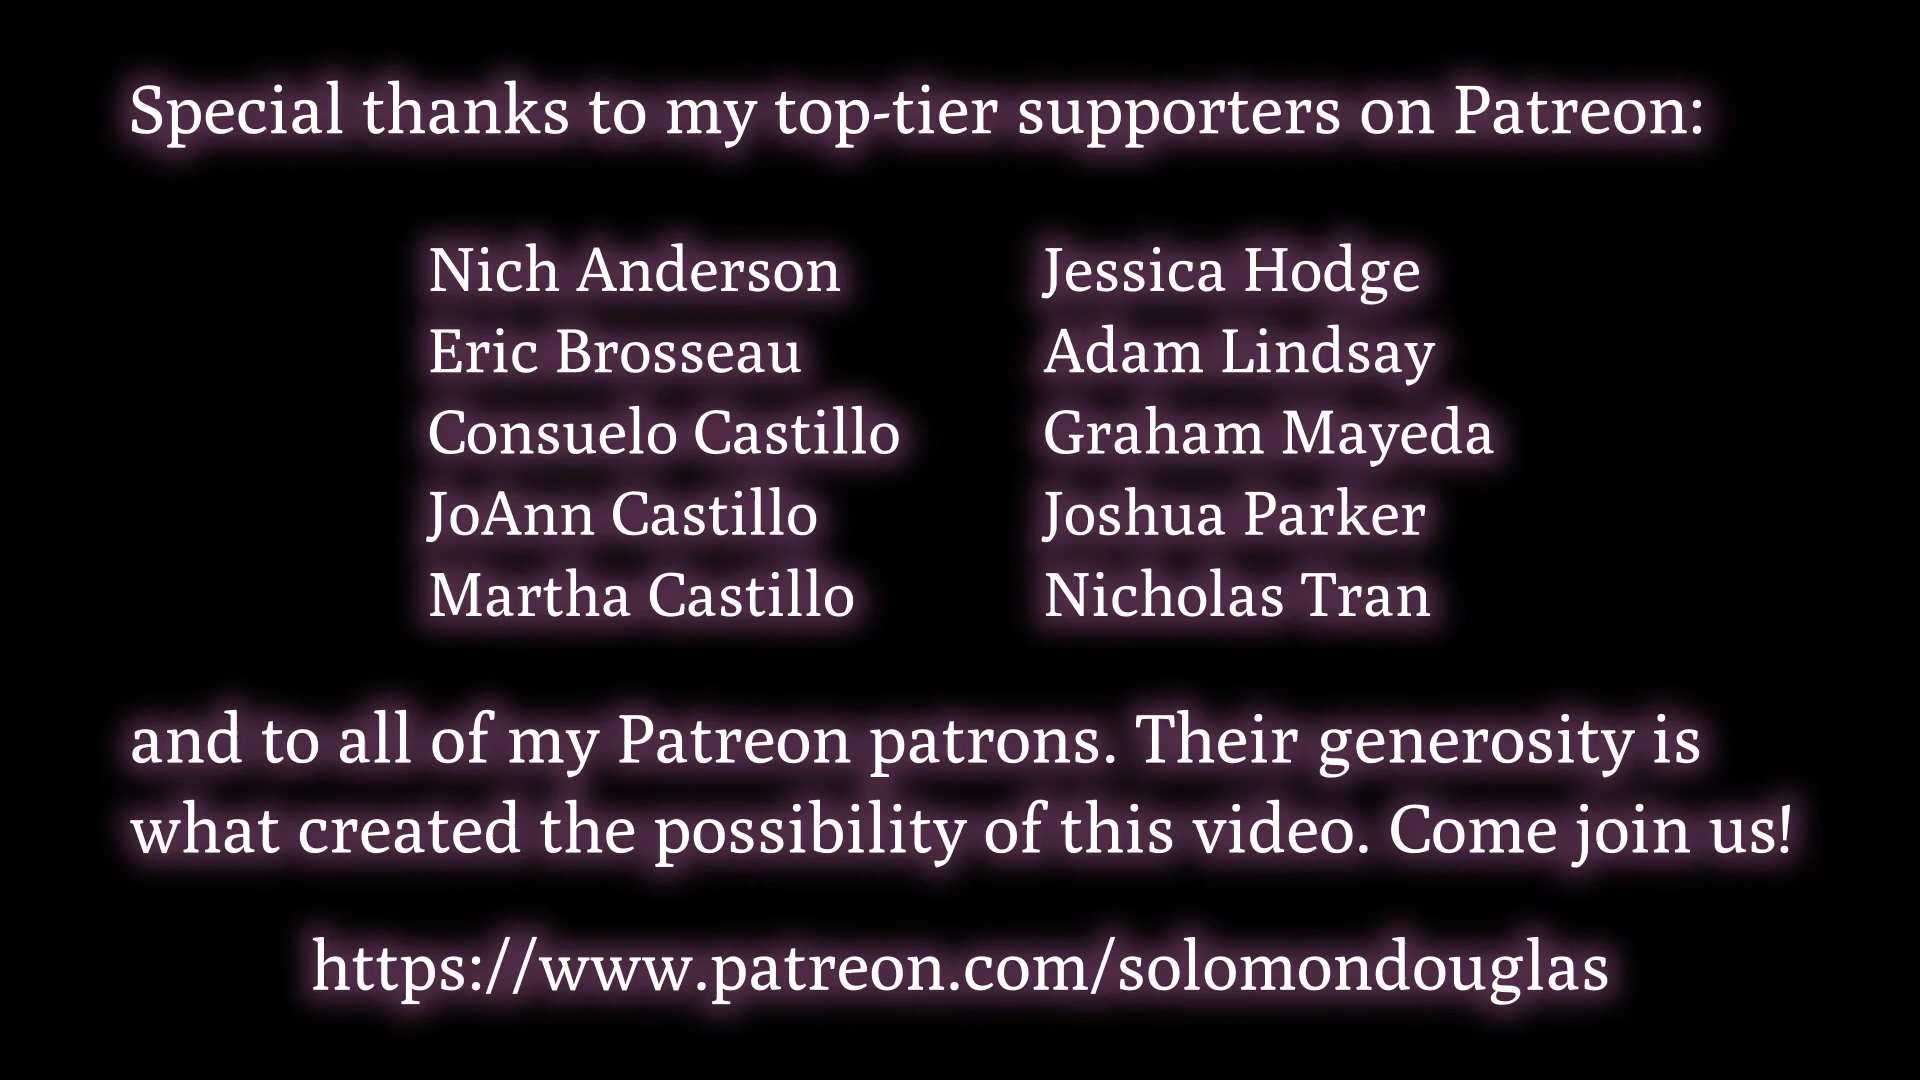 Special thanks to my top-tier supporters on Patreon:
Nich Anderson
Eric Brosseau
Consuelo Castillo
JoAnn Castillo
Martha Castillo
Jessica Hodge
Adam Lindsay
Graham Mayeda
Joshua Parker
Nicholas Tran
and to all of my Patreon patrons. Their generosity is
what created the possibility of this video. Come join us!
https://www.patreon.com/solomondouglas